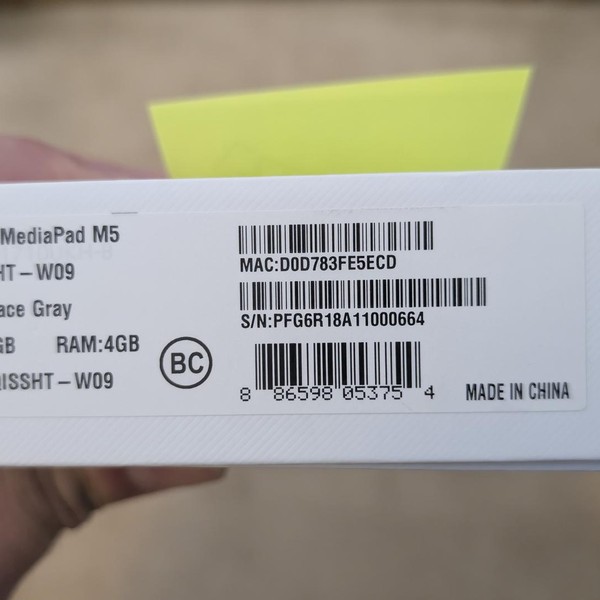 MediaPad M5
HT-W09
ace Gray
GB RAM:4GB
QISSHT-W09
BC
MAC:D0D783FE5ECD
S/N:PFG6R18A11000664
8 86598 05375 4
MADE IN CHINA